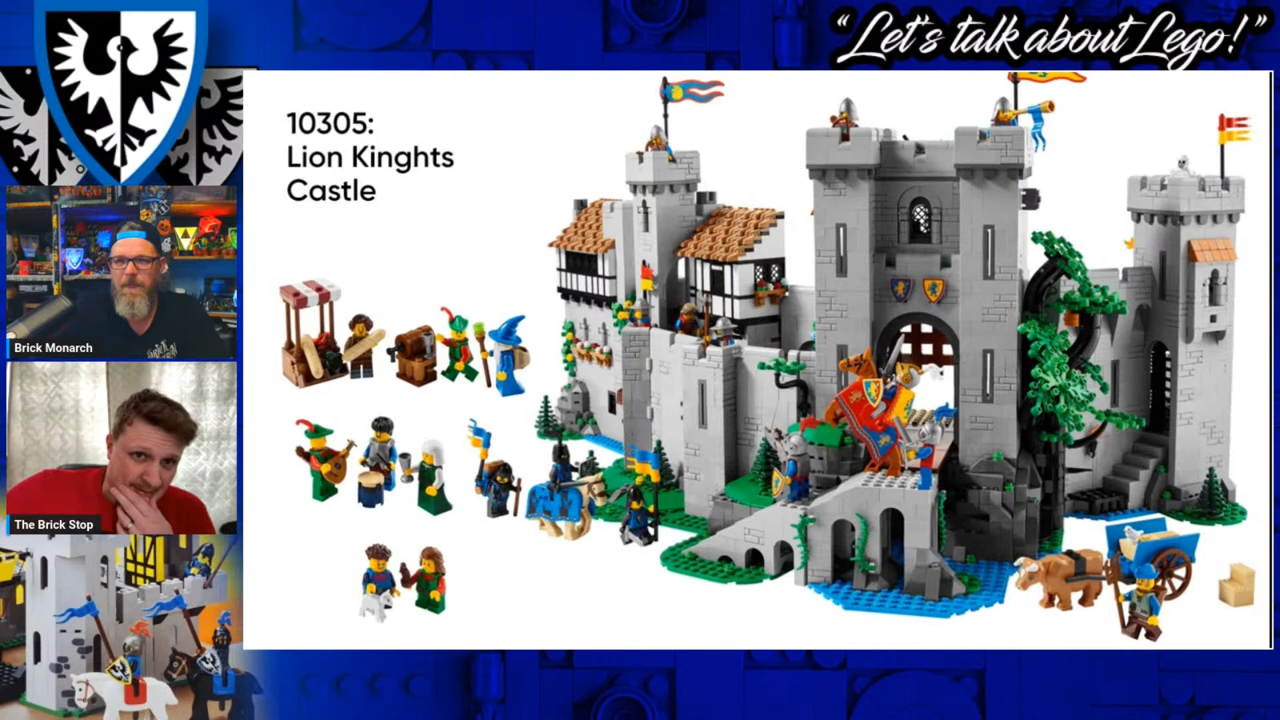 “Let's talk about Lego!”
10305:
Lion Kinghts
Castle
Brick Monarch
The Brick Stop